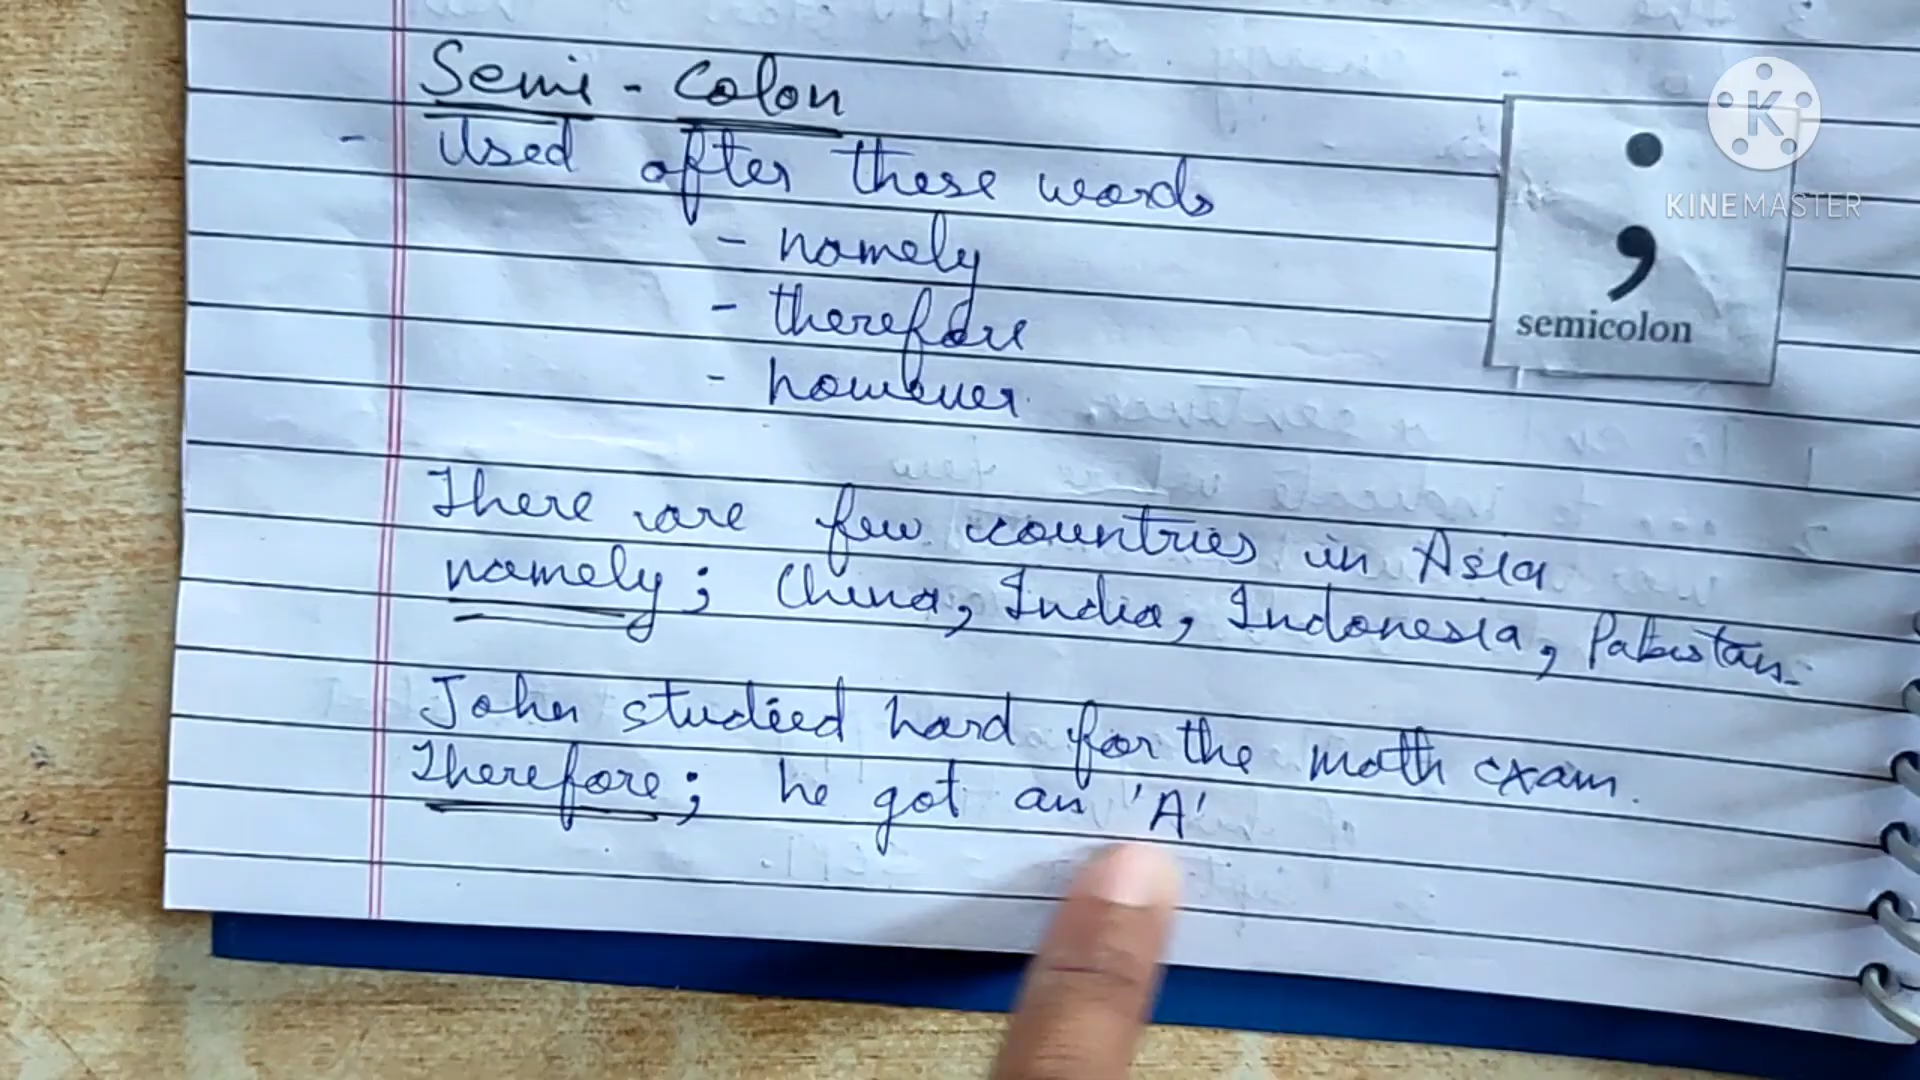 Semi - Colon
- Used after these words
- namely
- therefore
- however
;
semicolon
K
KINEMASTER
There are few countries in Asia
namely; China, India, Indonesia, Pakistan.
John studied hard for the math exam.
Therefore; he got an 'A'